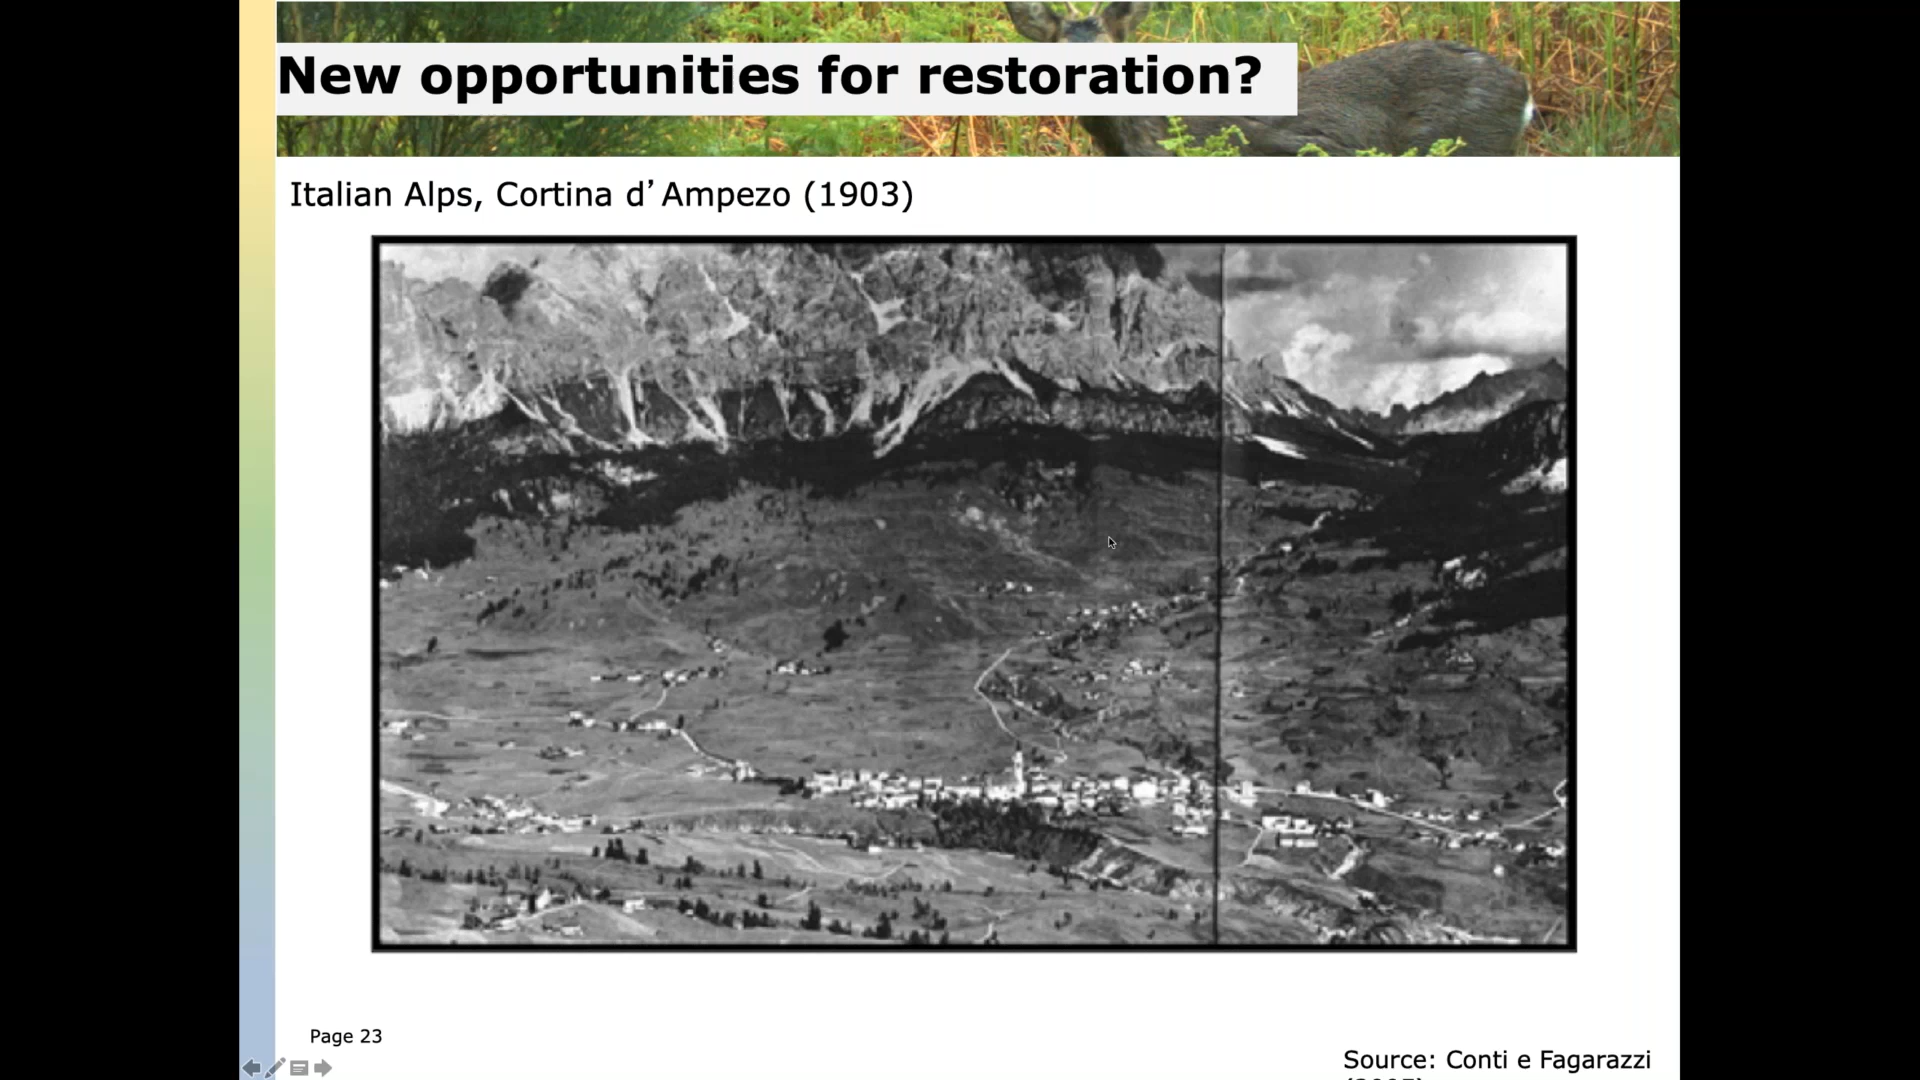 New opportunities for restoration?
Italian Alps, Cortina d’Ampezo (1903)
Page 23
Source: Conti e Fagarazzi